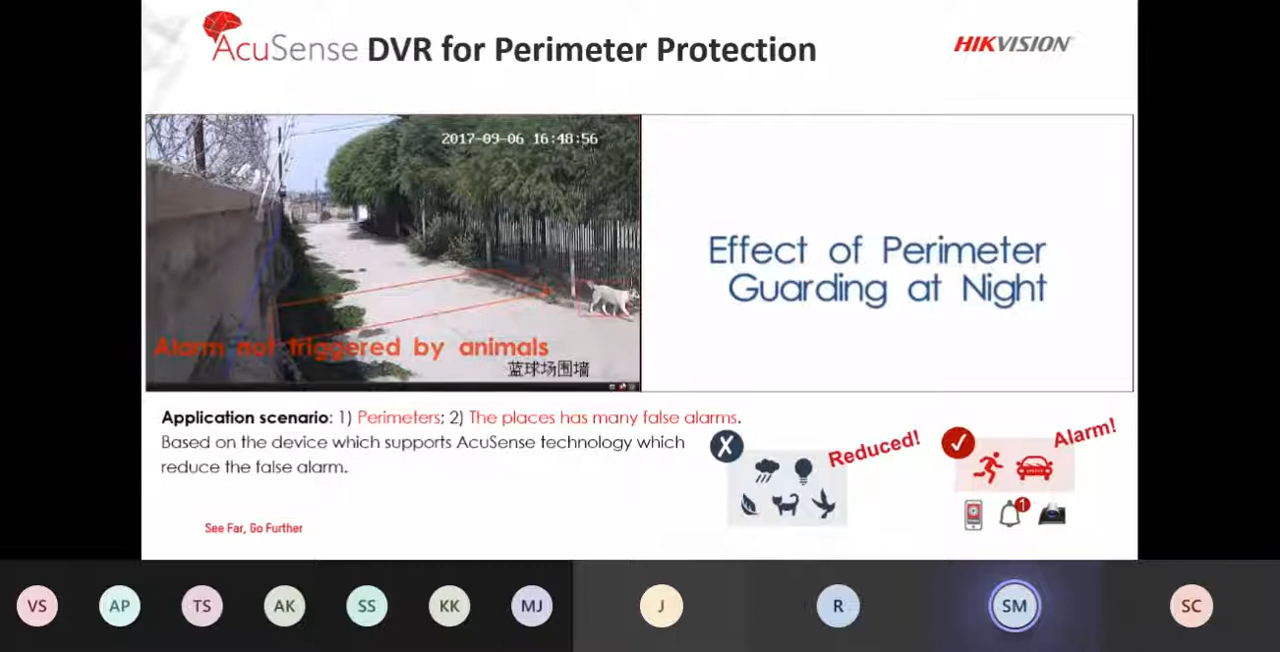 AcuSense DVR for Perimeter Protection
HIKVISION
2017-09-06 16:48:56
Alarm not triggered by animals
蓝球场围墙
Effect of Perimeter
Guarding at Night
Application scenario: 1) Perimeters; 2) The places has many false alarms.
Based on the device which supports AcuSense technology which
reduce the false alarm.
X
Reduced!
Alarm!
1
See Far, Go Further
VS AP TS AK SS KK MJ J R SM SC